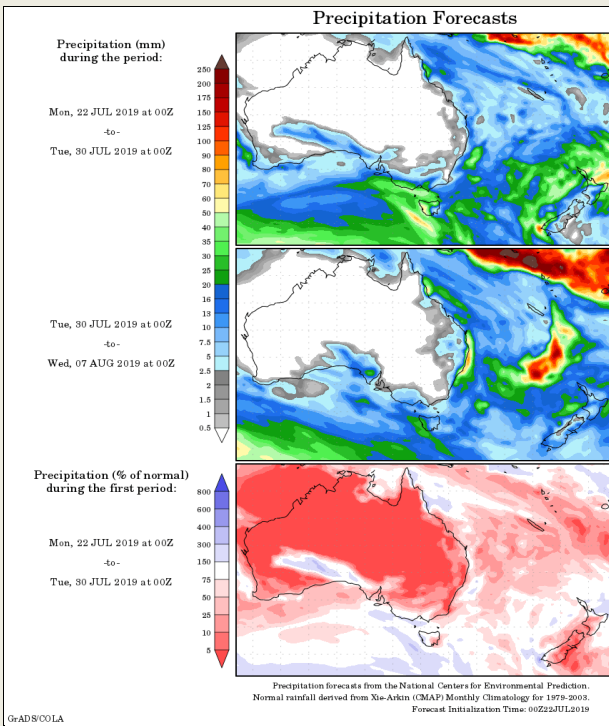 Precipitation Forecasts
Precipitation (mm)
during the period:
Mon, 22 JUL 2019 at 00Z
-to-
Tue, 30 JUL 2019 at 00Z
250
200
175
150
125
100
90
80
70
60
50
40
35
30
25
20
16
13
10
7.5
5
2.5
2
1.5
1
0.5
Tue, 30 JUL 2019 at 00Z
-to-
Wed, 07 AUG 2019 at 00Z
Precipitation (% of normal)
during the first period:
Mon, 22 JUL 2019 at 00Z
-to-
Tue, 30 JUL 2019 at 00Z
800
600
400
300
150
75
50
25
10
5
Precipitation forecasts from the National Centers for Environmental Prediction.
Normal rainfall derived from Xie-Arkin (CMAP) Monthly Climatology for 1979-2003.
Forecast Initialization Time: 00Z22JUL2019
GrADS/COLA